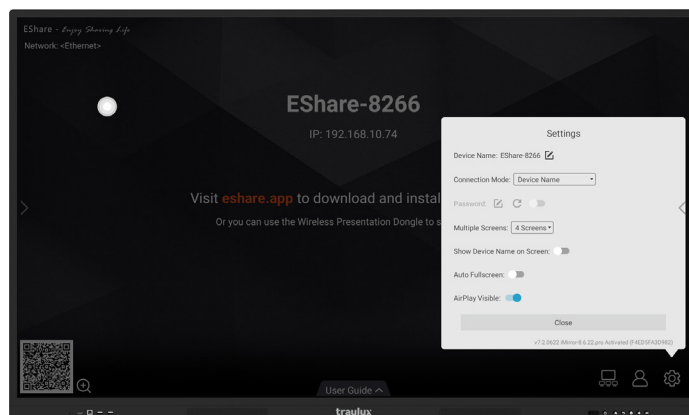 EShare - Enjoy Sharing Life
Network: <Ethernet>
EShare-8266
IP: 192.168.10.74
Visit eshare.app to download and instal
Or you can use the Wireless Presentation Dongle to s
User Guide
traulux
Settings
Device Name: EShare-8266
Connection Mode: Device Name
Password
Multiple Screens: 4 Screens
Show Device Name on Screen:
Auto Fullscreen:
AirPlay Visible:
Close
v7.2.0622 iMirror-8.6.22.pro Activated